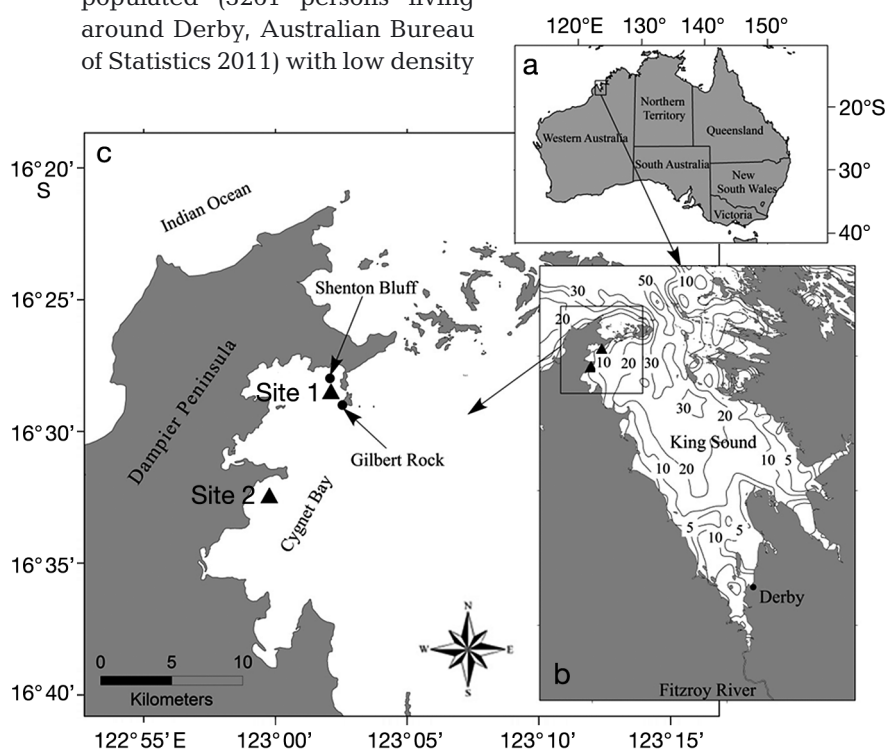 populated (3261 persons living
around Derby, Australian Bureau
of Statistics 2011) with low density
120°E 130° 140° 150°
a
20°S
30°
40°
Northern
Territory
Western Australia
Queensland
South Australia
New
South Wales
Victoria
c
16°20’
S
16°25’
16°30’
16°35’
16°40’
Indian Ocean
Shenton Bluff
Site 1
Dampier Peninsula
Gilbert Rock
Site 2
Cygnet Bay
N
W E
S
0 5 10
Kilometers
122°55’E 123°00’ 123°05’ 123°10’ 123°15’
30 50 10
20
10 20 30
30 20
King Sound
10 20 10 5
5 10 5
Derby
b
Fitzroy River